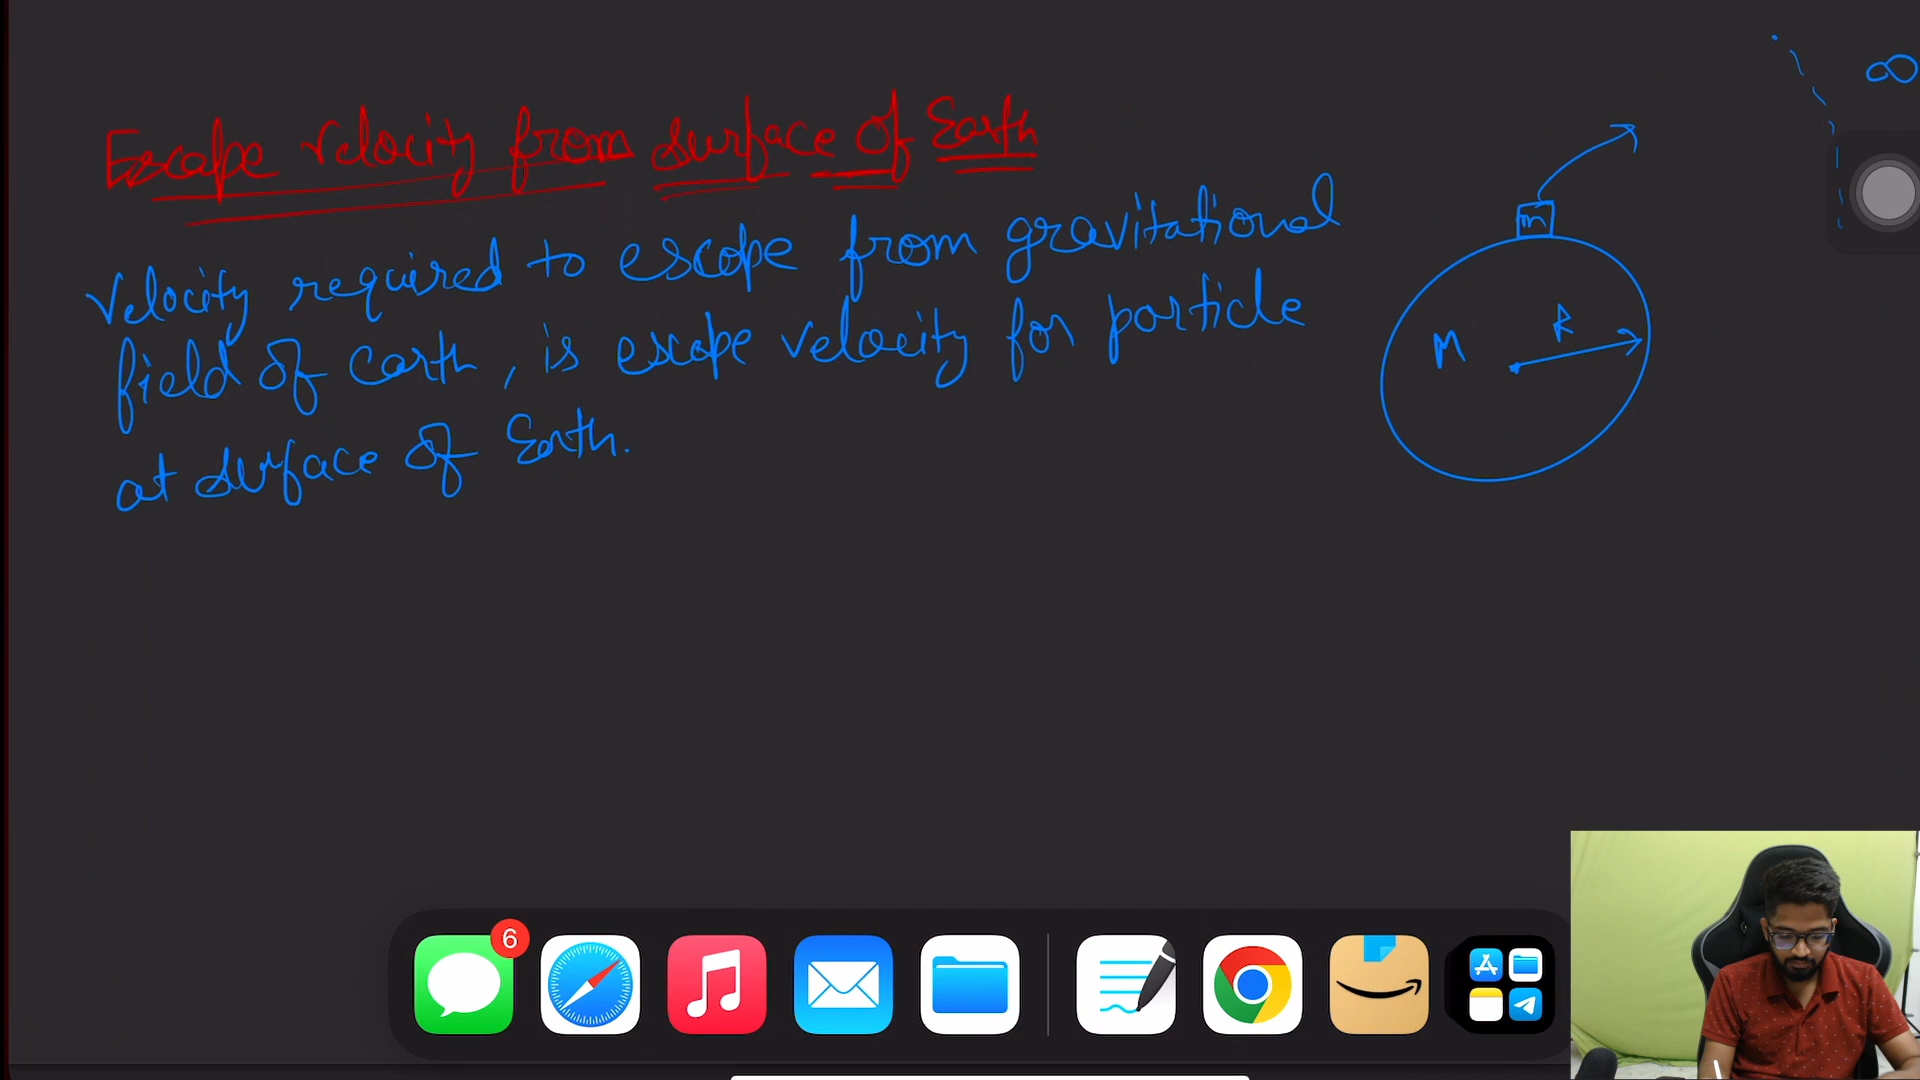 Escape velocity from surface of Earth
Velocity required to escape from gravitational
field of earth, is escape velocity for particle
at surface of Earth.
∞
m
M
R
6